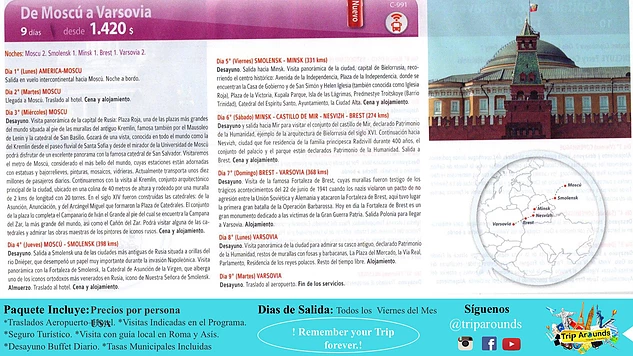 De Moscú a Varsovia
9 días desde 1.420 $
Nuevo
C-991
Noches: Moscu 2. Smolensk 1. Minsk 1. Brest 1. Varsovia 2.
Día 1° (Lunes) AMERICA-MOSCU
Salida en vuelo intercontinental hacia Moscú. Noche a bordo.
Día 2° (Martes) MOSCU
Llegada a Moscú. Traslado al hotel. Cena y alojamiento.
Día 3° (Miércoles) MOSCU
Desayuno. Visita panorámica de la capital de Rusia: Plaza Roja, una de las plazas más grandes
del mundo situada al pie de las murallas del antiguo Kremlin, famosa también por el Mausoleo
de Lenin y la catedral de San Basilio. Gozará de una vista, conocida en todo el mundo como la
del Kremlin desde el paseo fluvial de Santa Sofía y desde el mirador de la Universidad de Moscú
podrá disfrutar de un excelente panorama con la famosa catedral de San Salvador. Visitaremos
el metro de Moscú, considerado el más bello del mundo, cuyas estaciones están adornadas
con estatuas y bajorrelieves, pinturas, mosaicos, vidrieras, Actualmente transporta unos diez
millones de pasajeros diarios. Continuaremos con la visita al Kremlin, conjunto arquitectónico
principal de la ciudad, ubicado en una colina de 40 metros de altura y rodeado por una muralla
de 2 km de longitud con 20 torres. En el siglo XIV fueron construidas las catedrales: de la
Asunción, Anunciación, y del Arcángel Miguel que formaron la Plaza de Catedrales. El conjunto
de la plaza lo completa el Campanario de Iván el Grande al pie del cual se encuentra la Campana
del Zar, la más grande del mundo, así como el Cañón del Zar. Podrá visitar alguna de las ca-
tedrales y admirar las obras maestras de los pintores de iconos rusos. Cena y alojamiento.
Día 4° (Jueves) MOSCÚ - SMOLENSK (398 kms)
Desayuno. Salida a Smolensk una de las ciudades más antiguas de Rusia situada a orillas del
río Dniéper, que desempeñó un papel muy importante durante la invasión Napoleónica. Visita
panorámica con la Fortaleza de Smolensk, la Catedral de Asunción de la Virgen, que alberga
uno de los iconos ortodoxos más venerados en Rusia, icono de Nuestra Señora de Smolensk.
Almuerzo. Traslado al hotel. Cena y alojamiento.
Día 5° (Viernes) SMOLENSK - MINSK (331 kms)
Desayuno. Salida hacia Minsk. Visita panorámica de la ciudad, capital de Bielorrusia, reco-
rriendo el centro histórico: Avenida de la Independencia, Plaza de la Independencia, donde se
encuentran la Casa de Gobierno y de San Simón y Helen Iglesia (también conocida como Iglesia
Roja), Plaza de la Victoria, Kupala Parque, Isla de las Lágrimas, Predmestye Troitskoye (Barrio
Trinidad), Catedral del Espíritu Santo, Ayuntamiento, la Ciudad Alta. Cena y alojamiento.
Día 6° (Sábado) MINSK - CASTILLO DE MIR - NESVIZH - BREST (274 kms)
Desayuno y salida hacia Mir para visitar el conjunto del castillo de Mir, declarado Patrimonio
de la Humanidad, ejemplo de la arquitectura de Bielorrusia del siglo XVI. Continuación hacia
Nesvizh, ciudad que fue residencia de la familia princípesca Radsivill durante 400 años, el
conjunto del palacio y el parque están declarados Patrimonio de la Humanidad. Salida a
Brest. Cena y alojamiento.
Día 7° (Domingo) BREST - VARSOVIA (368 kms)
Desayuno. Visita de la famosa Fortaleza de Brest, cuyas murallas fueron testigo de los
acontecimientos del 22 de junio de 1941 cuando los nazis violaron un pacto de no
agresión entre la Unión Soviética y Alemania y atacaron la Fortaleza de Brest, aquí tuvo lugar
la primera gran batalla de la Operación Barbarossa. Hoy en día la Fortaleza de Brest es un
gran monumento dedicado a las victimas de la Gran Guerra Patria. Salida Polonia para llegar
a Varsovia. Alojamiento.
Día 8° (Lunes) VARSOVIA
Desayuno. Visita panorámica de la ciudad para admirar su casco antiguo, declarado Patrimonio
de la Humanidad, restos de murallas con fosas y barbacanas, La Plaza del Mercado, la Vía Real,
Parlamento, Residencia de los reyes polacos. Resto del tiempo libre. Alojamiento.
Día 9° (Martes) VARSOVIA
Desayuno. Traslado al aeropuerto. Fin de los servicios.
Moscú
Smolensk
Minsk
Nesvizh
Brest
Varsovia
Paquete Incluye: Precios por persona
USA
*Traslados Aeropuerto - Hotel. *Visitas Indicadas en el Programa.
*Seguro Turístico. *Visita con guía local en Roma y Asis.
*Desayuno Buffet Diario. *Tasas Municipales Incluidas
Dias de Salida: Todos los Viernes del Mes
! Remember your Trip
forever.!
Síguenos
@triparounds
Trip Arounds